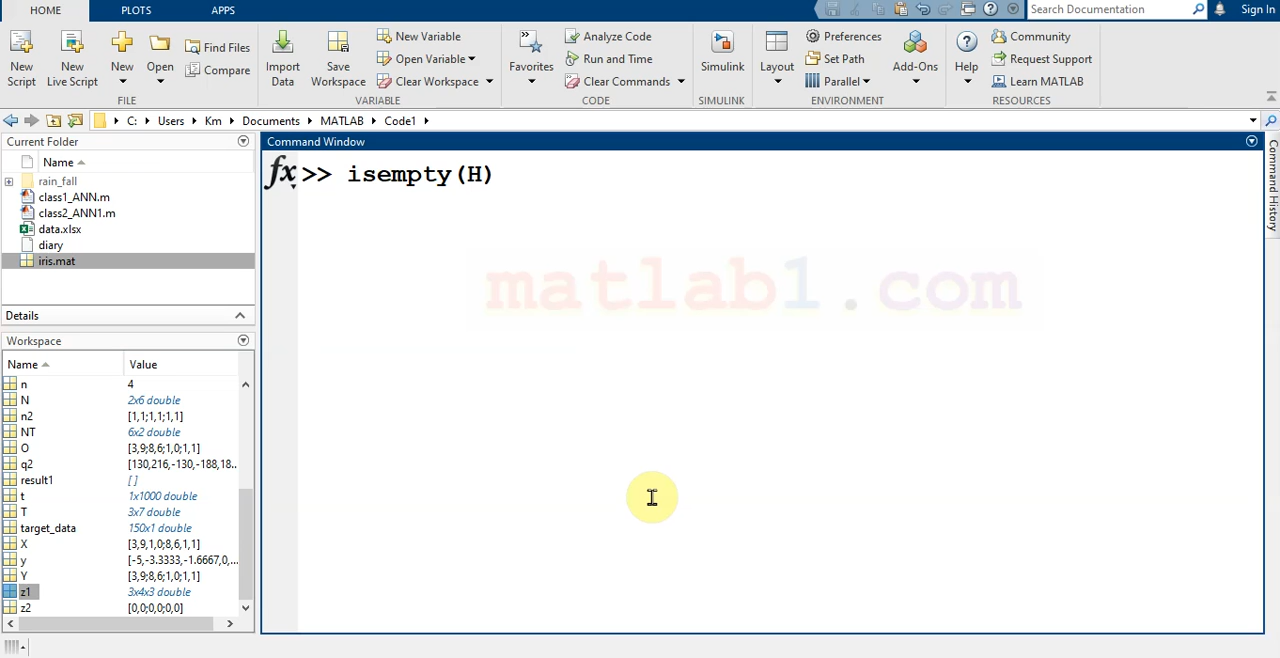 HOME PLOTS APPS Search Documentation Sign In
New Script
New Live Script
New
Open
Find Files
Compare
FILE
Import Data
Save Workspace
New Variable
Open Variable
Clear Workspace
VARIABLE
Favorites
Analyze Code
Run and Time
Clear Commands
CODE
Simulink
SIMULINK
Layout
Preferences
Set Path
Parallel
Add-Ons
ENVIRONMENT
Help
Community
Request Support
Learn MATLAB
RESOURCES
C: Users Km Documents MATLAB Code1
Current Folder
Name
rain_fall
class1_ANN.m
class2_ANN1.m
data.xlsx
diary
iris.mat
Details
Workspace
Name Value
n 4
N 2x6 double
n2 [1,1;1,1;1,1]
NT 6x2 double
O [3,9;8,6;1,0;1,1]
q2 [130,216,-130,-188,18..
result1 []
t 1x1000 double
T 3x7 double
target_data 150x1 double
X [3,9,1,0;8,6,1,1]
y [-5,-3.3333,-1.6667,0,...
Y [3,9;8,6;1,0;1,1]
z1 3x4x3 double
z2 [0,0;0,0;0,0]
Command Window
fx >> isempty(H)
matlab1.com
Command History